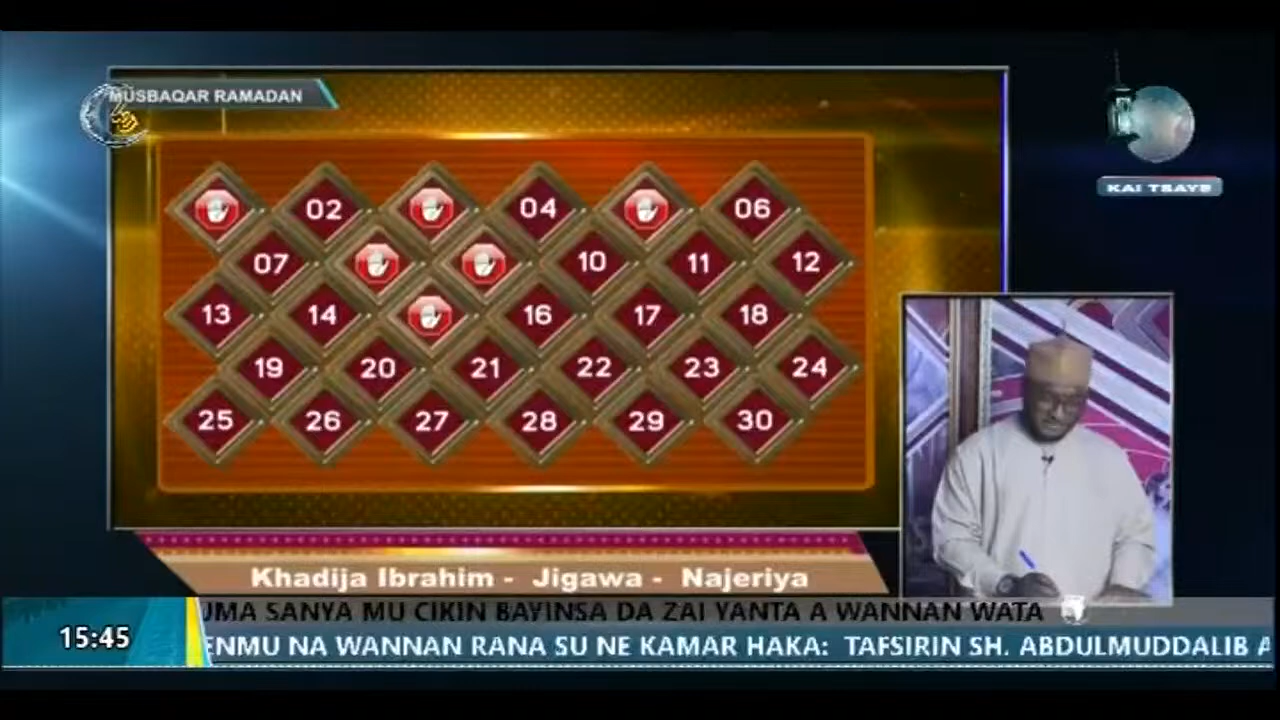 MUSBAQAR RAMADAN
KAI TSAYE
02 04 06
07 10 11 12
13 14 16 17 18
19 20 21 22 23 24
25 26 27 28 29 30
Khadija Ibrahim - Jigawa - Najeriya
UMA SANYA MU CIKIN BAYINSA DA ZAI YANTA A WANNAN WATA
15:45
ENMU NA WANNAN RANA SU NE KAMAR HAKA: TAFSIRIN SH. ABDULMUDDALIB A